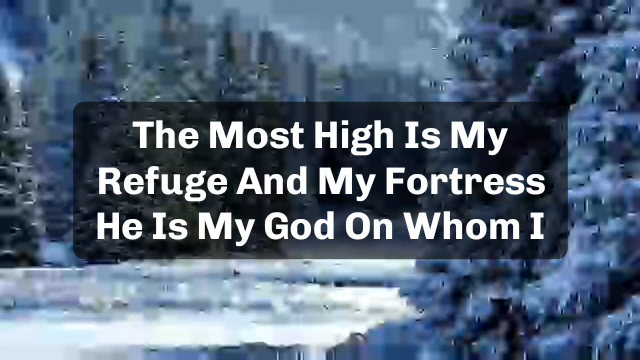 The Most High Is My
Refuge And My Fortress
He Is My God On Whom I